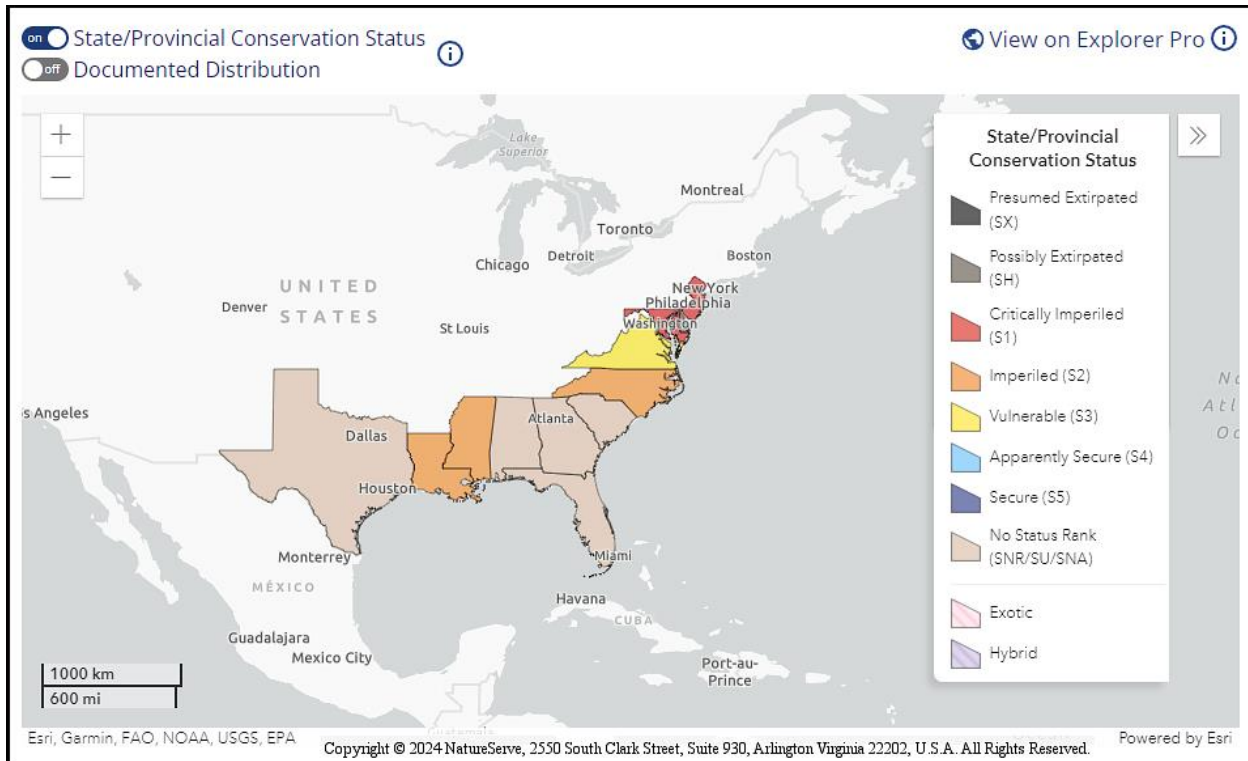 on State/Provincial Conservation Status
off Documented Distribution
View on Explorer Pro
Lake
Superior
Montreal
Toronto
Detroit
Boston
Chicago
UNITED
STATES
New York
Philadelphia
Denver
St Louis
Washington
s Angeles
Atlanta
Dallas
Houston
Monterrey
Miami
MÉXICO
Havana
CUBA
Guadalajara
Mexico City
Port-au-
Prince
Guatemala
N
Atl
Oc
State/Provincial
Conservation Status
Presumed Extirpated
(SX)
Possibly Extirpated
(SH)
Critically Imperiled
(S1)
Imperiled (S2)
Vulnerable (S3)
Apparently Secure (S4)
Secure (S5)
No Status Rank
(SNR/SU/SNA)
Exotic
Hybrid
1000 km
600 mi
Esri, Garmin, FAO, NOAA, USGS, EPA
Copyright © 2024 NatureServe, 2550 South Clark Street, Suite 930, Arlington Virginia 22202, U.S.A. All Rights Reserved.
Powered by Esri